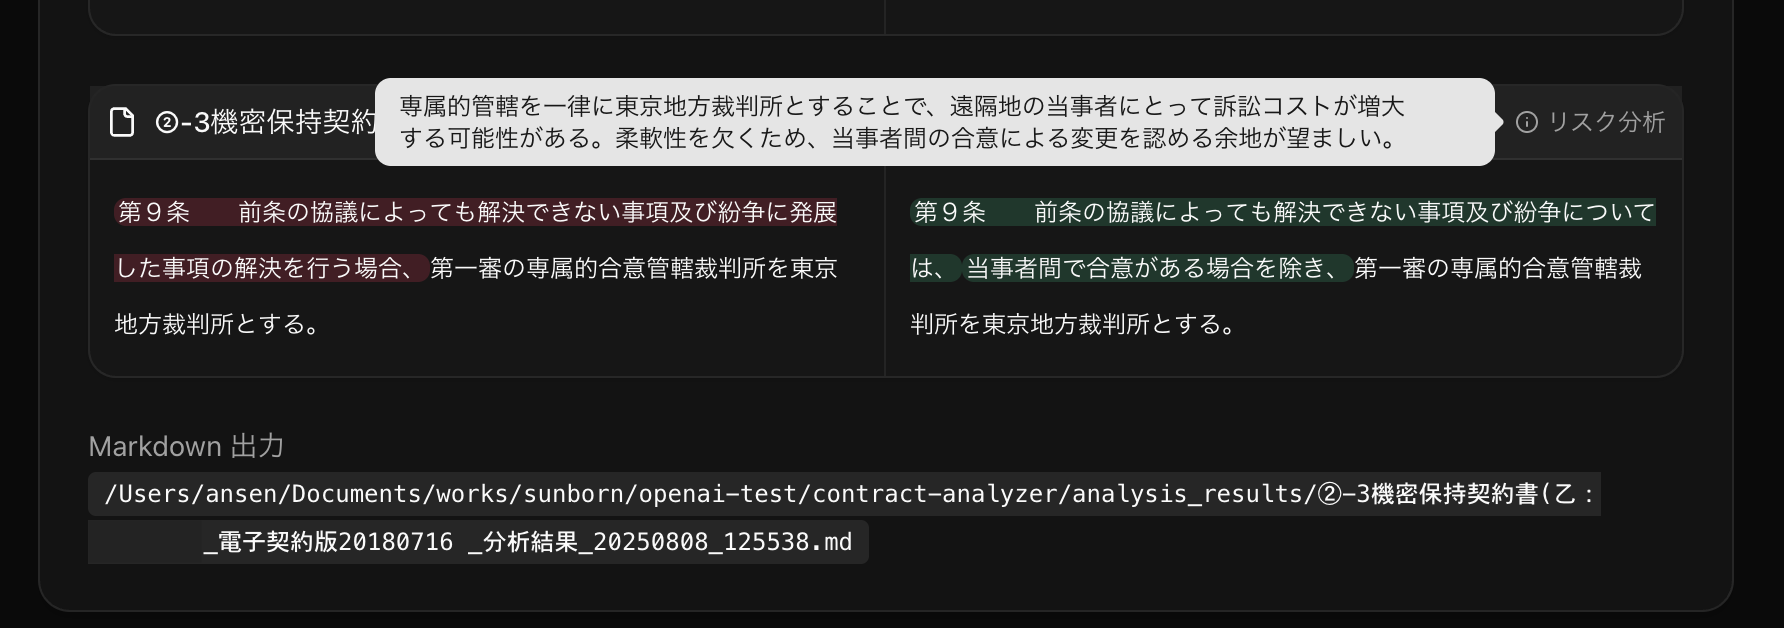 ②-3機密保持契約
専属的管轄を一律に東京地方裁判所とすることで、遠隔地の当事者にとって訴訟コストが増大
する可能性がある。柔軟性を欠くため、当事者間の合意による変更を認める余地が望ましい。
リスク分析
第９条　　前条の協議によっても解決できない事項及び紛争に発展
した事項の解決を行う場合、第一審の専属的合意管轄裁判所を東京
地方裁判所とする。
第９条　　前条の協議によっても解決できない事項及び紛争について
は、当事者間で合意がある場合を除き、第一審の専属的合意管轄裁
判所を東京地方裁判所とする。
Markdown 出力
/Users/ansen/Documents/works/sunborn/openai-test/contract-analyzer/analysis_results/②-3機密保持契約書(乙：
_電子契約版20180716 _分析結果_20250808_125538.md